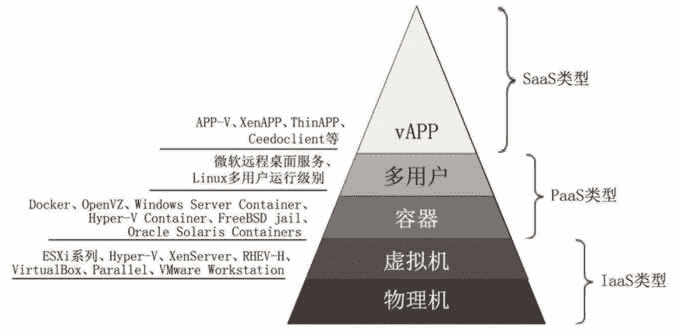 SaaS类型
APP-V、XenAPP、ThinAPP、
Ceedoclient等
vAPP
微软远程桌面服务、
Linux多用户运行级别
多用户
PaaS类型
Docker、OpenVZ、Windows Server Container、
Hyper-V Container、FreeBSD jail、
Oracle Solaris Containers
容器
ESXi系列、Hyper-V、XenServer、RHEV-H、
VirtualBox、Parallel、VMware Workstation
虚拟机
IaaS类型
物理机